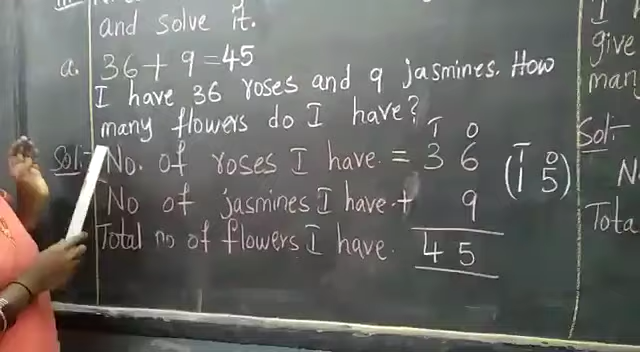 and solve it.
a. 36 + 9 = 45
I have 36 roses and 9 jasmines. How
many flowers do I have?
T O
Sol:- No. of roses I have = 3 6
T O
(1 5)
No of jasmines I have. + 9
Total no of flowers I have. 4 5
I
give
many
Sol:-
N
Tota